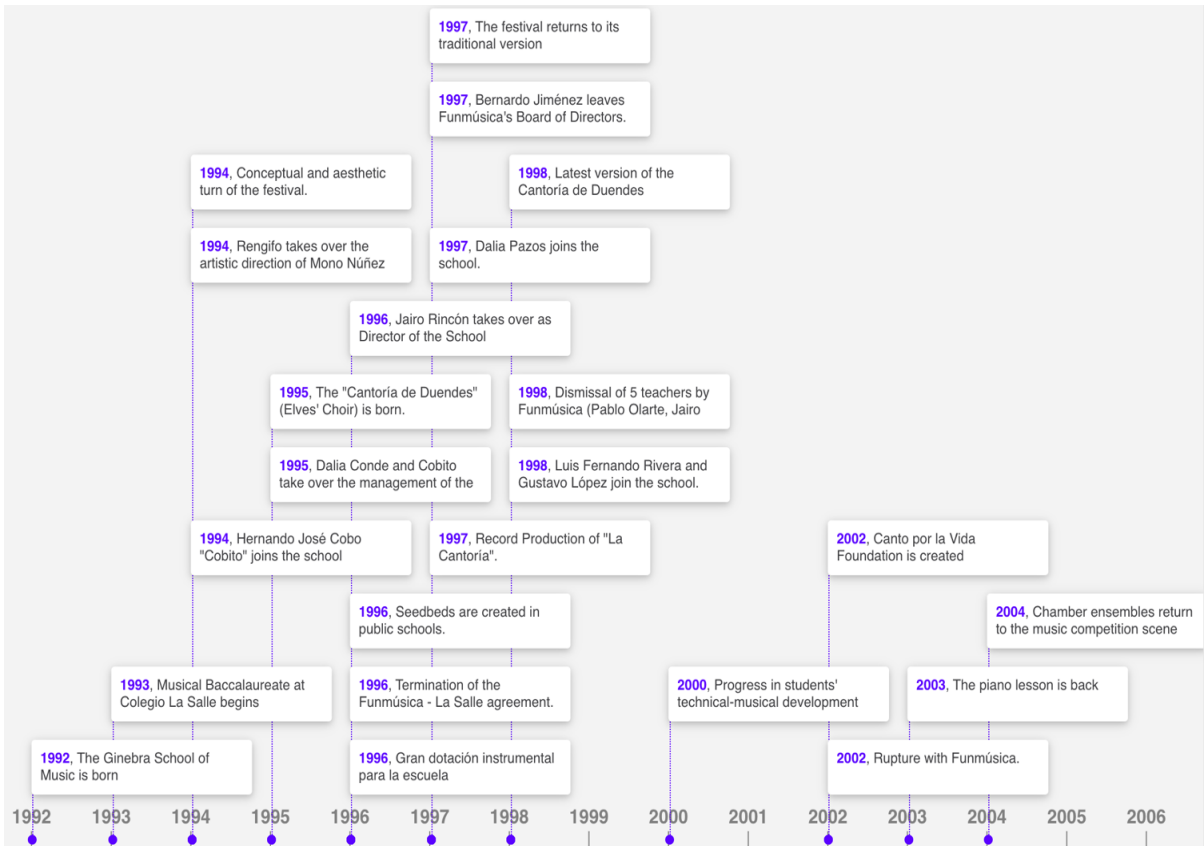 1997, The festival returns to its
traditional version
1997, Bernardo Jiménez leaves
Funmúsica's Board of Directors.
1994, Conceptual and aesthetic
turn of the festival.
1998, Latest version of the
Cantoría de Duendes
1994, Rengifo takes over the
artistic direction of Mono Núñez
1997, Dalia Pazos joins the
school.
1996, Jairo Rincón takes over as
Director of the School
1995, The "Cantoría de Duendes"
(Elves' Choir) is born.
1998, Dismissal of 5 teachers by
Funmúsica (Pablo Olarte, Jairo
1995, Dalia Conde and Cobito
take over the management of the
1998, Luis Fernando Rivera and
Gustavo López join the school.
1994, Hernando José Cobo
"Cobito" joins the school
1997, Record Production of "La
Cantoría".
2002, Canto por la Vida
Foundation is created
1996, Seedbeds are created in
public schools.
2004, Chamber ensembles return
to the music competition scene
1993, Musical Baccalaureate at
Colegio La Salle begins
1996, Termination of the
Funmúsica - La Salle agreement.
2000, Progress in students'
technical-musical development
2003, The piano lesson is back
1992, The Ginebra School of
Music is born
1996, Gran dotación instrumental
para la escuela
2002, Rupture with Funmúsica.
1992 1993 1994 1995 1996 1997 1998 1999 2000 2001 2002 2003 2004 2005 2006